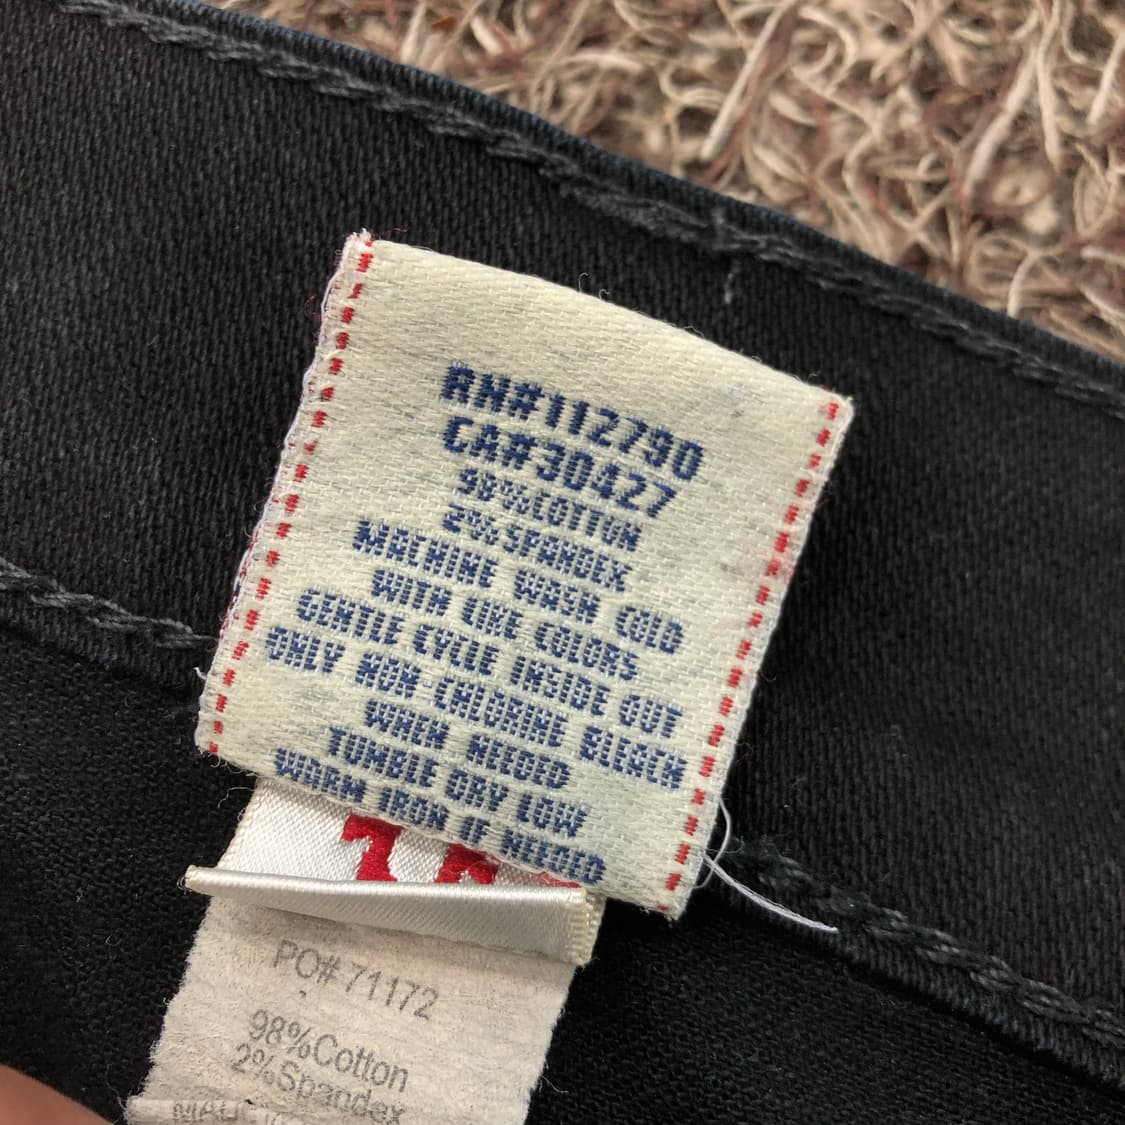 RN#112790
CA#30427
98%COTTON
2%SPANDEX
MACHINE WASH COLD
WITH LIKE COLORS
GENTLE CYCLE INSIDE OUT
ONLY NON-CHLORINE BLEACH
WHEN NEEDED
TUMBLE DRY LOW
WARM IRON IF NEEDED
PO# 71172
98%Cotton
2%Spandex